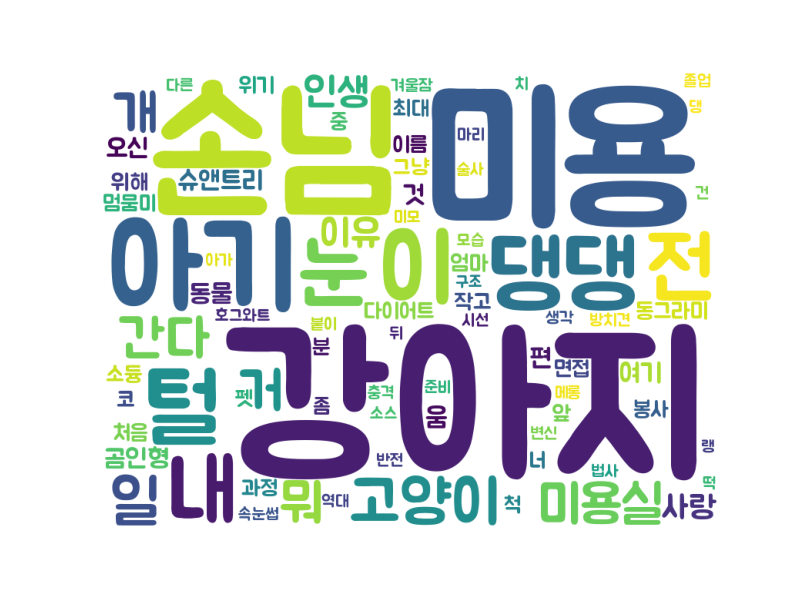 다른
위기
인생
겨울잠
치
졸업
개
손님
중
최대
미용
댕
오신
이름
마리
위해
슈앤트리
그냥
술사
멈뭄미
것
건
아기
이유
미모
눈
이
모습
댕댕
전
아가
엄마
동물
구조
호그와트
다이어트
작고
시선
생각
방치견
동그라미
간다
붙이
뒤
강아지
분
편
소듕
털
면접
여기
코
펫
커
충격
준비
메롱
좀
소스
움
앞
봉사
처음
변신
곰인형
반전
너
랭
법사
떡
일
내
과정
뭐
역대
고양이
척
미용실
사랑
속눈썹